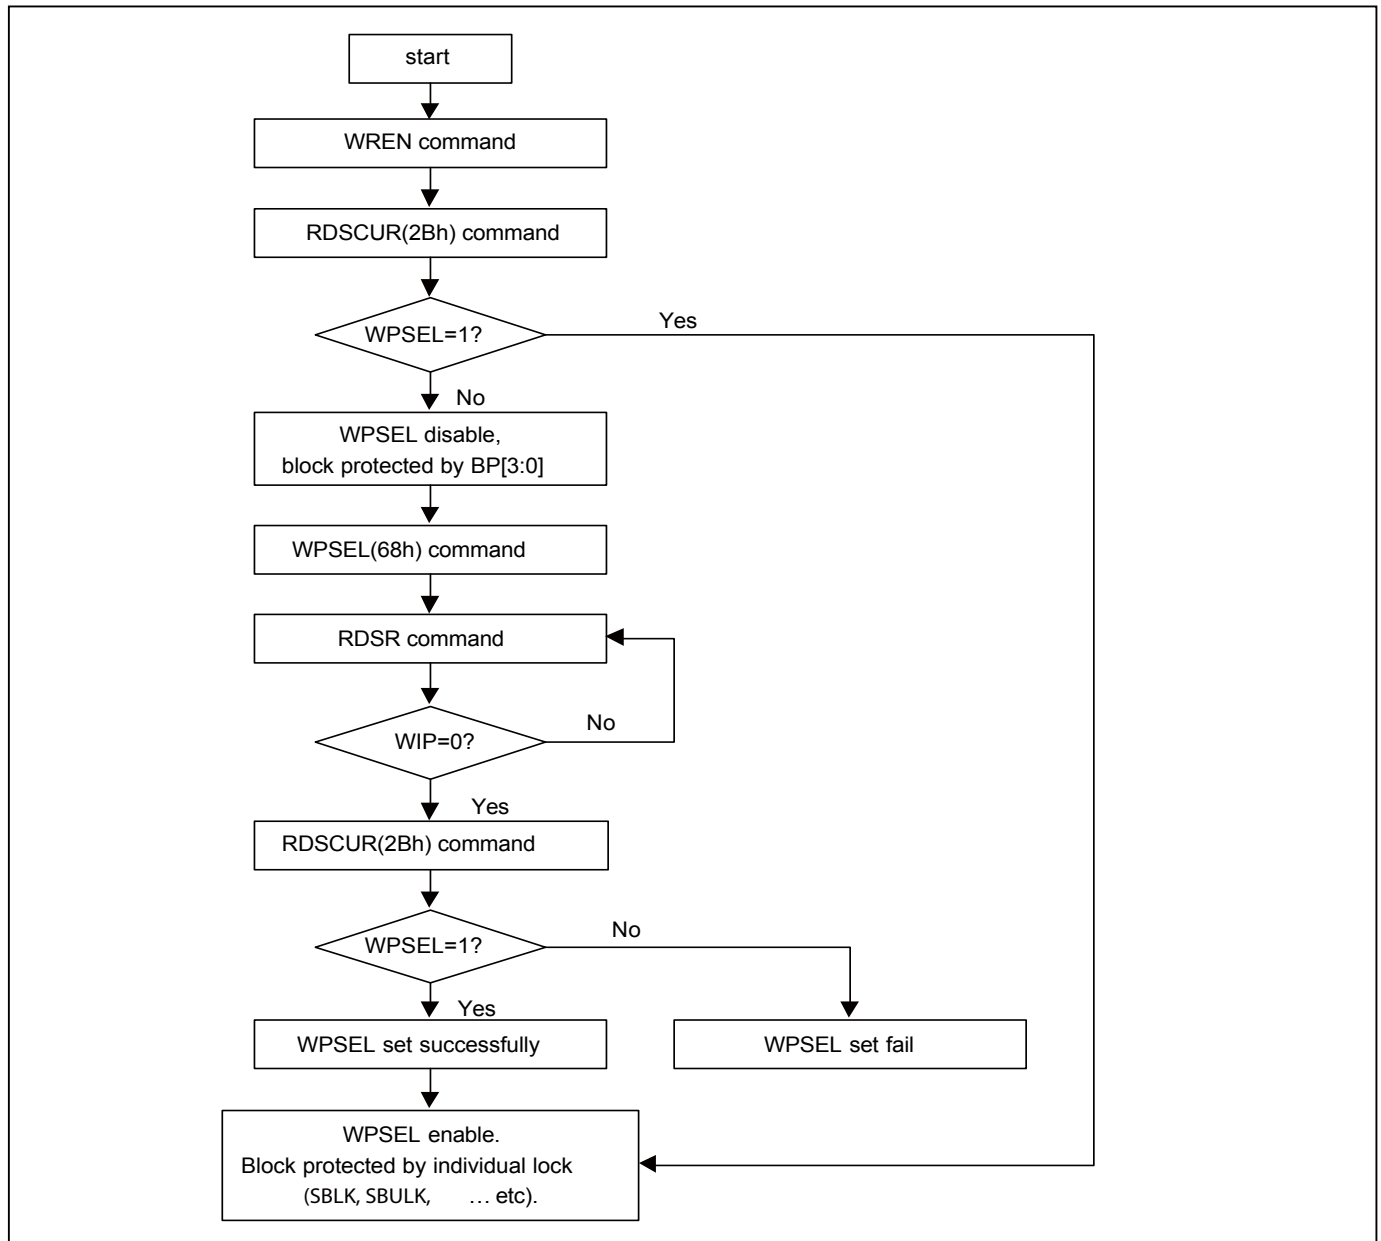 start
WREN command
RDSCUR(2Bh) command
WPSEL=1?
Yes
No
WPSEL disable,
block protected by BP[3:0]
WPSEL(68h) command
RDSR command
WIP=0?
No
Yes
RDSCUR(2Bh) command
WPSEL=1?
No
Yes
WPSEL set successfully
WPSEL set fail
WPSEL enable.
Block protected by individual lock
(SBLK, SBULK, … etc).